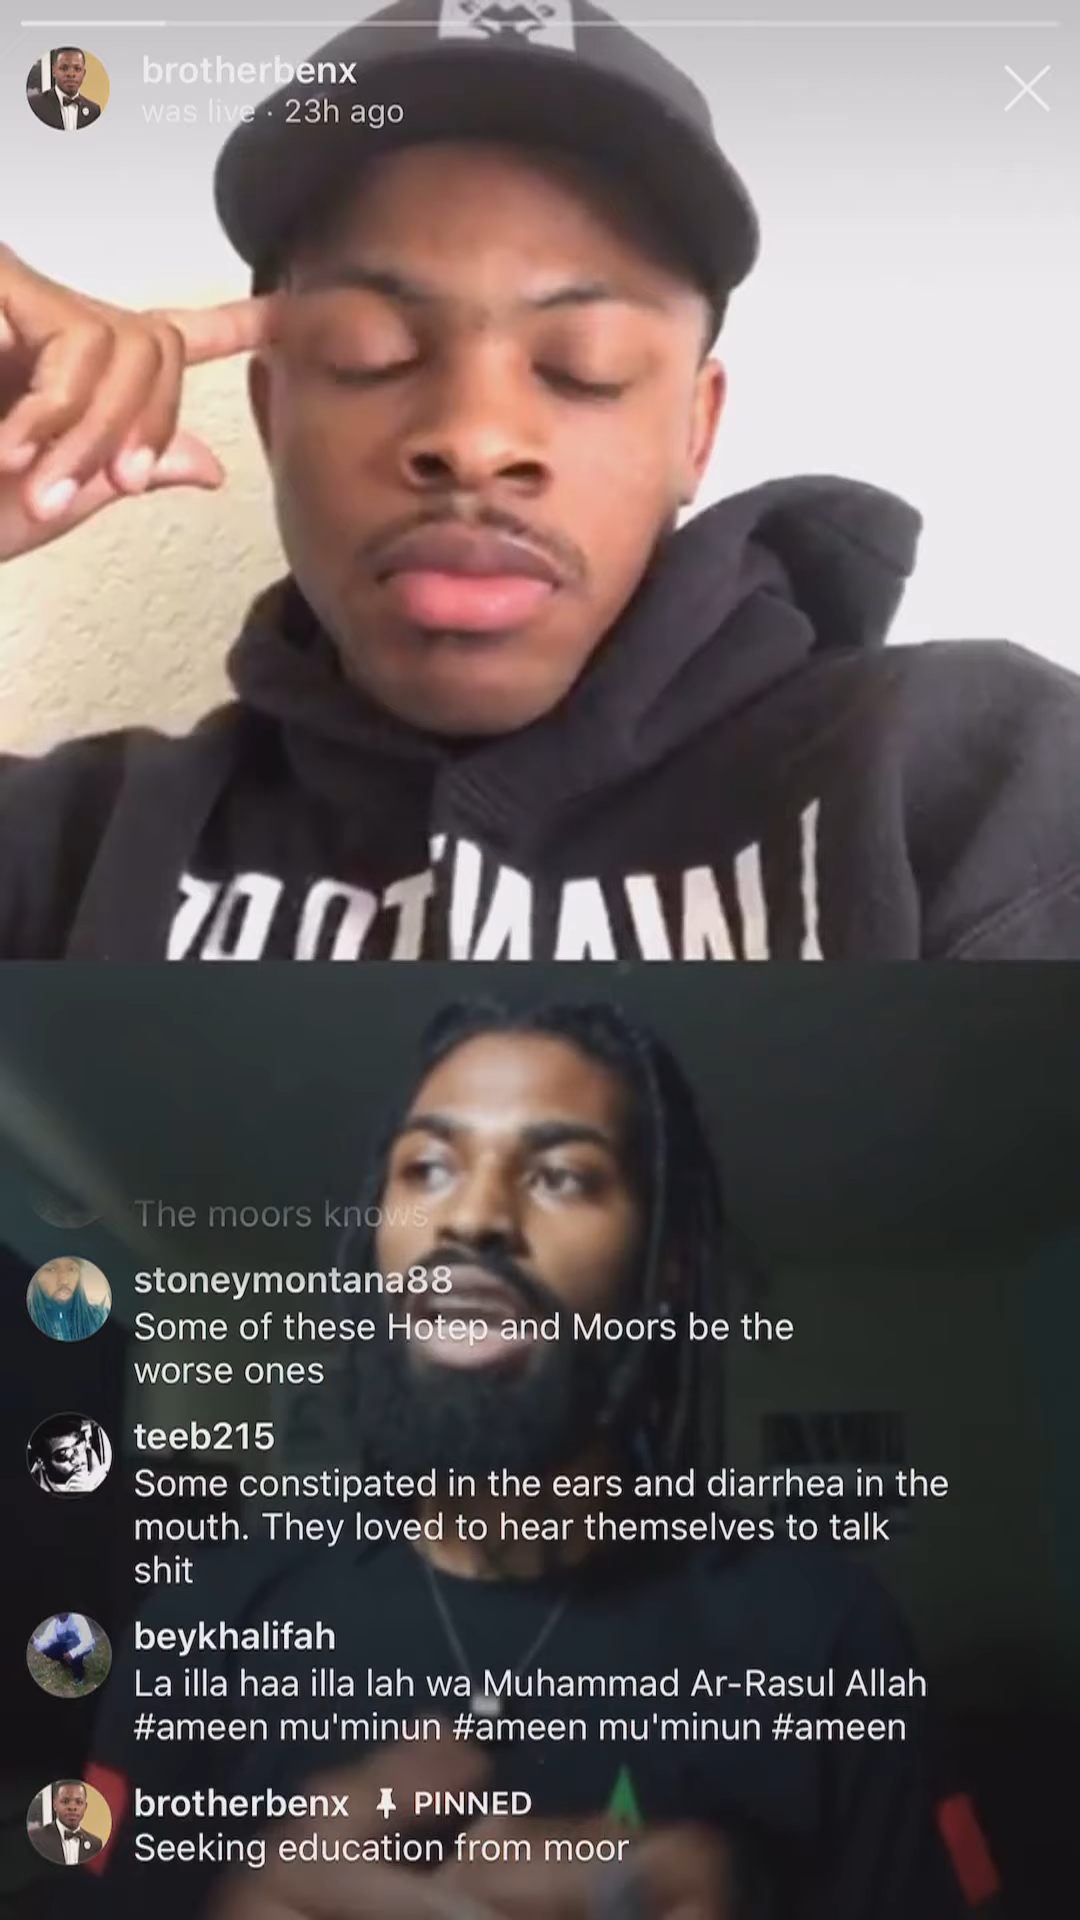 brotherbenx
was live · 23h ago
The moors knows
stoneymontana88
Some of these Hotep and Moors be the
worse ones
teeb215
Some constipated in the ears and diarrhea in the
mouth. They loved to hear themselves to talk
shit
beykhalifah
La illa haa illa lah wa Muhammad Ar-Rasul Allah
#ameen mu'minun #ameen mu'minun #ameen
brotherbenx PINNED
Seeking education from moor